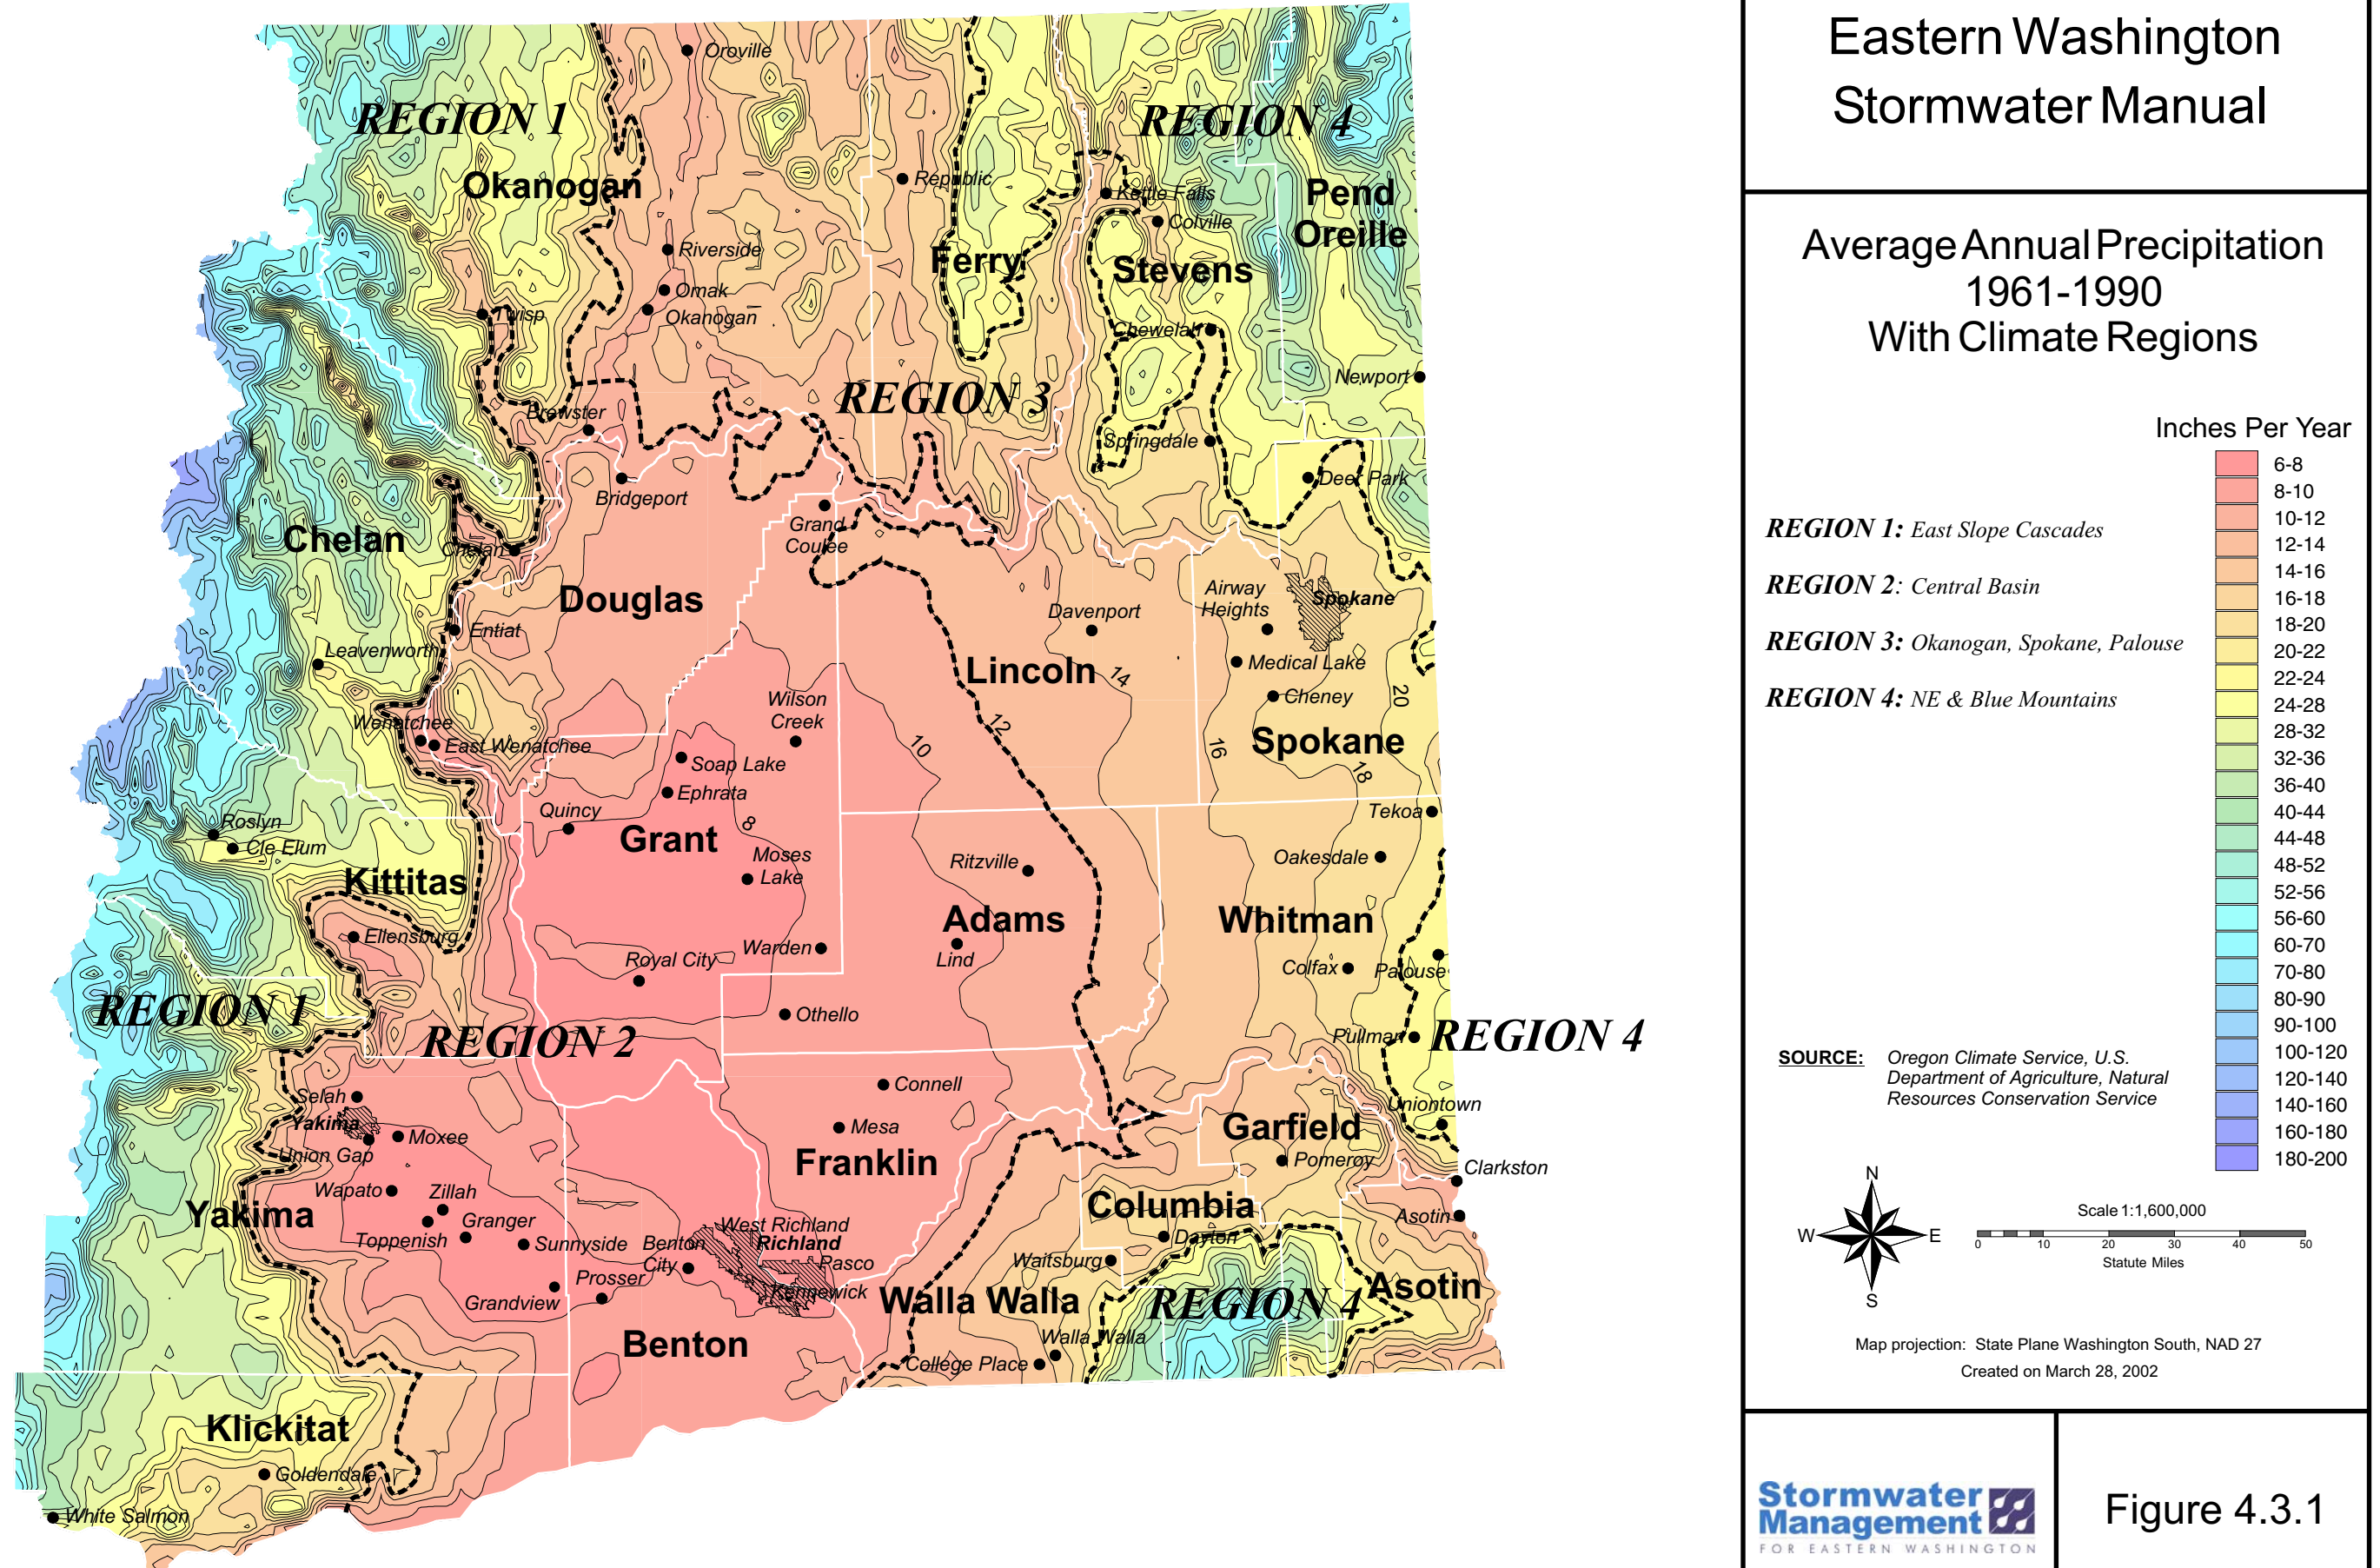 Eastern Washington
Stormwater Manual
Average Annual Precipitation
1961-1990
With Climate Regions
Inches Per Year
6-8
8-10
10-12
12-14
14-16
16-18
18-20
20-22
22-24
24-28
28-32
32-36
36-40
40-44
44-48
48-52
52-56
56-60
60-70
70-80
80-90
90-100
100-120
120-140
140-160
160-180
180-200
REGION 1: East Slope Cascades
REGION 2: Central Basin
REGION 3: Okanogan, Spokane, Palouse
REGION 4: NE & Blue Mountains
SOURCE: Oregon Climate Service, U.S.
Department of Agriculture, Natural
Resources Conservation Service
N
W
E
S
Scale 1:1,600,000
0 10 20 30 40 50
Statute Miles
Map projection: State Plane Washington South, NAD 27
Created on March 28, 2002
Stormwater
Management
FOR EASTERN WASHINGTON
Figure 4.3.1
Oroville
REGION 1
REGION 4
Okanogan
Republic
Kettle Falls
Pend
Oreille
Colville
Riverside
Ferry
Stevens
Omak
Okanogan
Twisp
Chewelah
Newport
REGION 3
Brewster
Springdale
Deer Park
Bridgeport
Grand
Coulee
Chelan
Chelan
Douglas
Airway
Heights
Spokane
Davenport
Entiat
Leavenworth
Lincoln
14
Medical Lake
Cheney
20
Wilson
Creek
Wenatchee
East Wenatchee
12
10
16
Spokane
Soap Lake
18
Ephrata
Quincy
Tekoa
Roslyn
Cle Elum
Grant
8
Moses
Lake
Ritzville
Oakesdale
Kittitas
Adams
Whitman
Ellensburg
Warden
Lind
Royal City
Colfax
Palouse
REGION 1
Othello
REGION 2
Pullman
REGION 4
Selah
Connell
Yakima
Moxee
Mesa
Uniontown
Garfield
Union Gap
Franklin
Pomeroy
Clarkston
Wapato
Zillah
Yakima
Granger
Columbia
Asotin
Toppenish
Sunnyside
West Richland
Richland
Benton
City
Pasco
Dayton
Waitsburg
Prosser
Grandview
Kennewick
Walla Walla
REGION 4
Asotin
Benton
Walla Walla
College Place
Klickitat
Goldendale
White Salmon